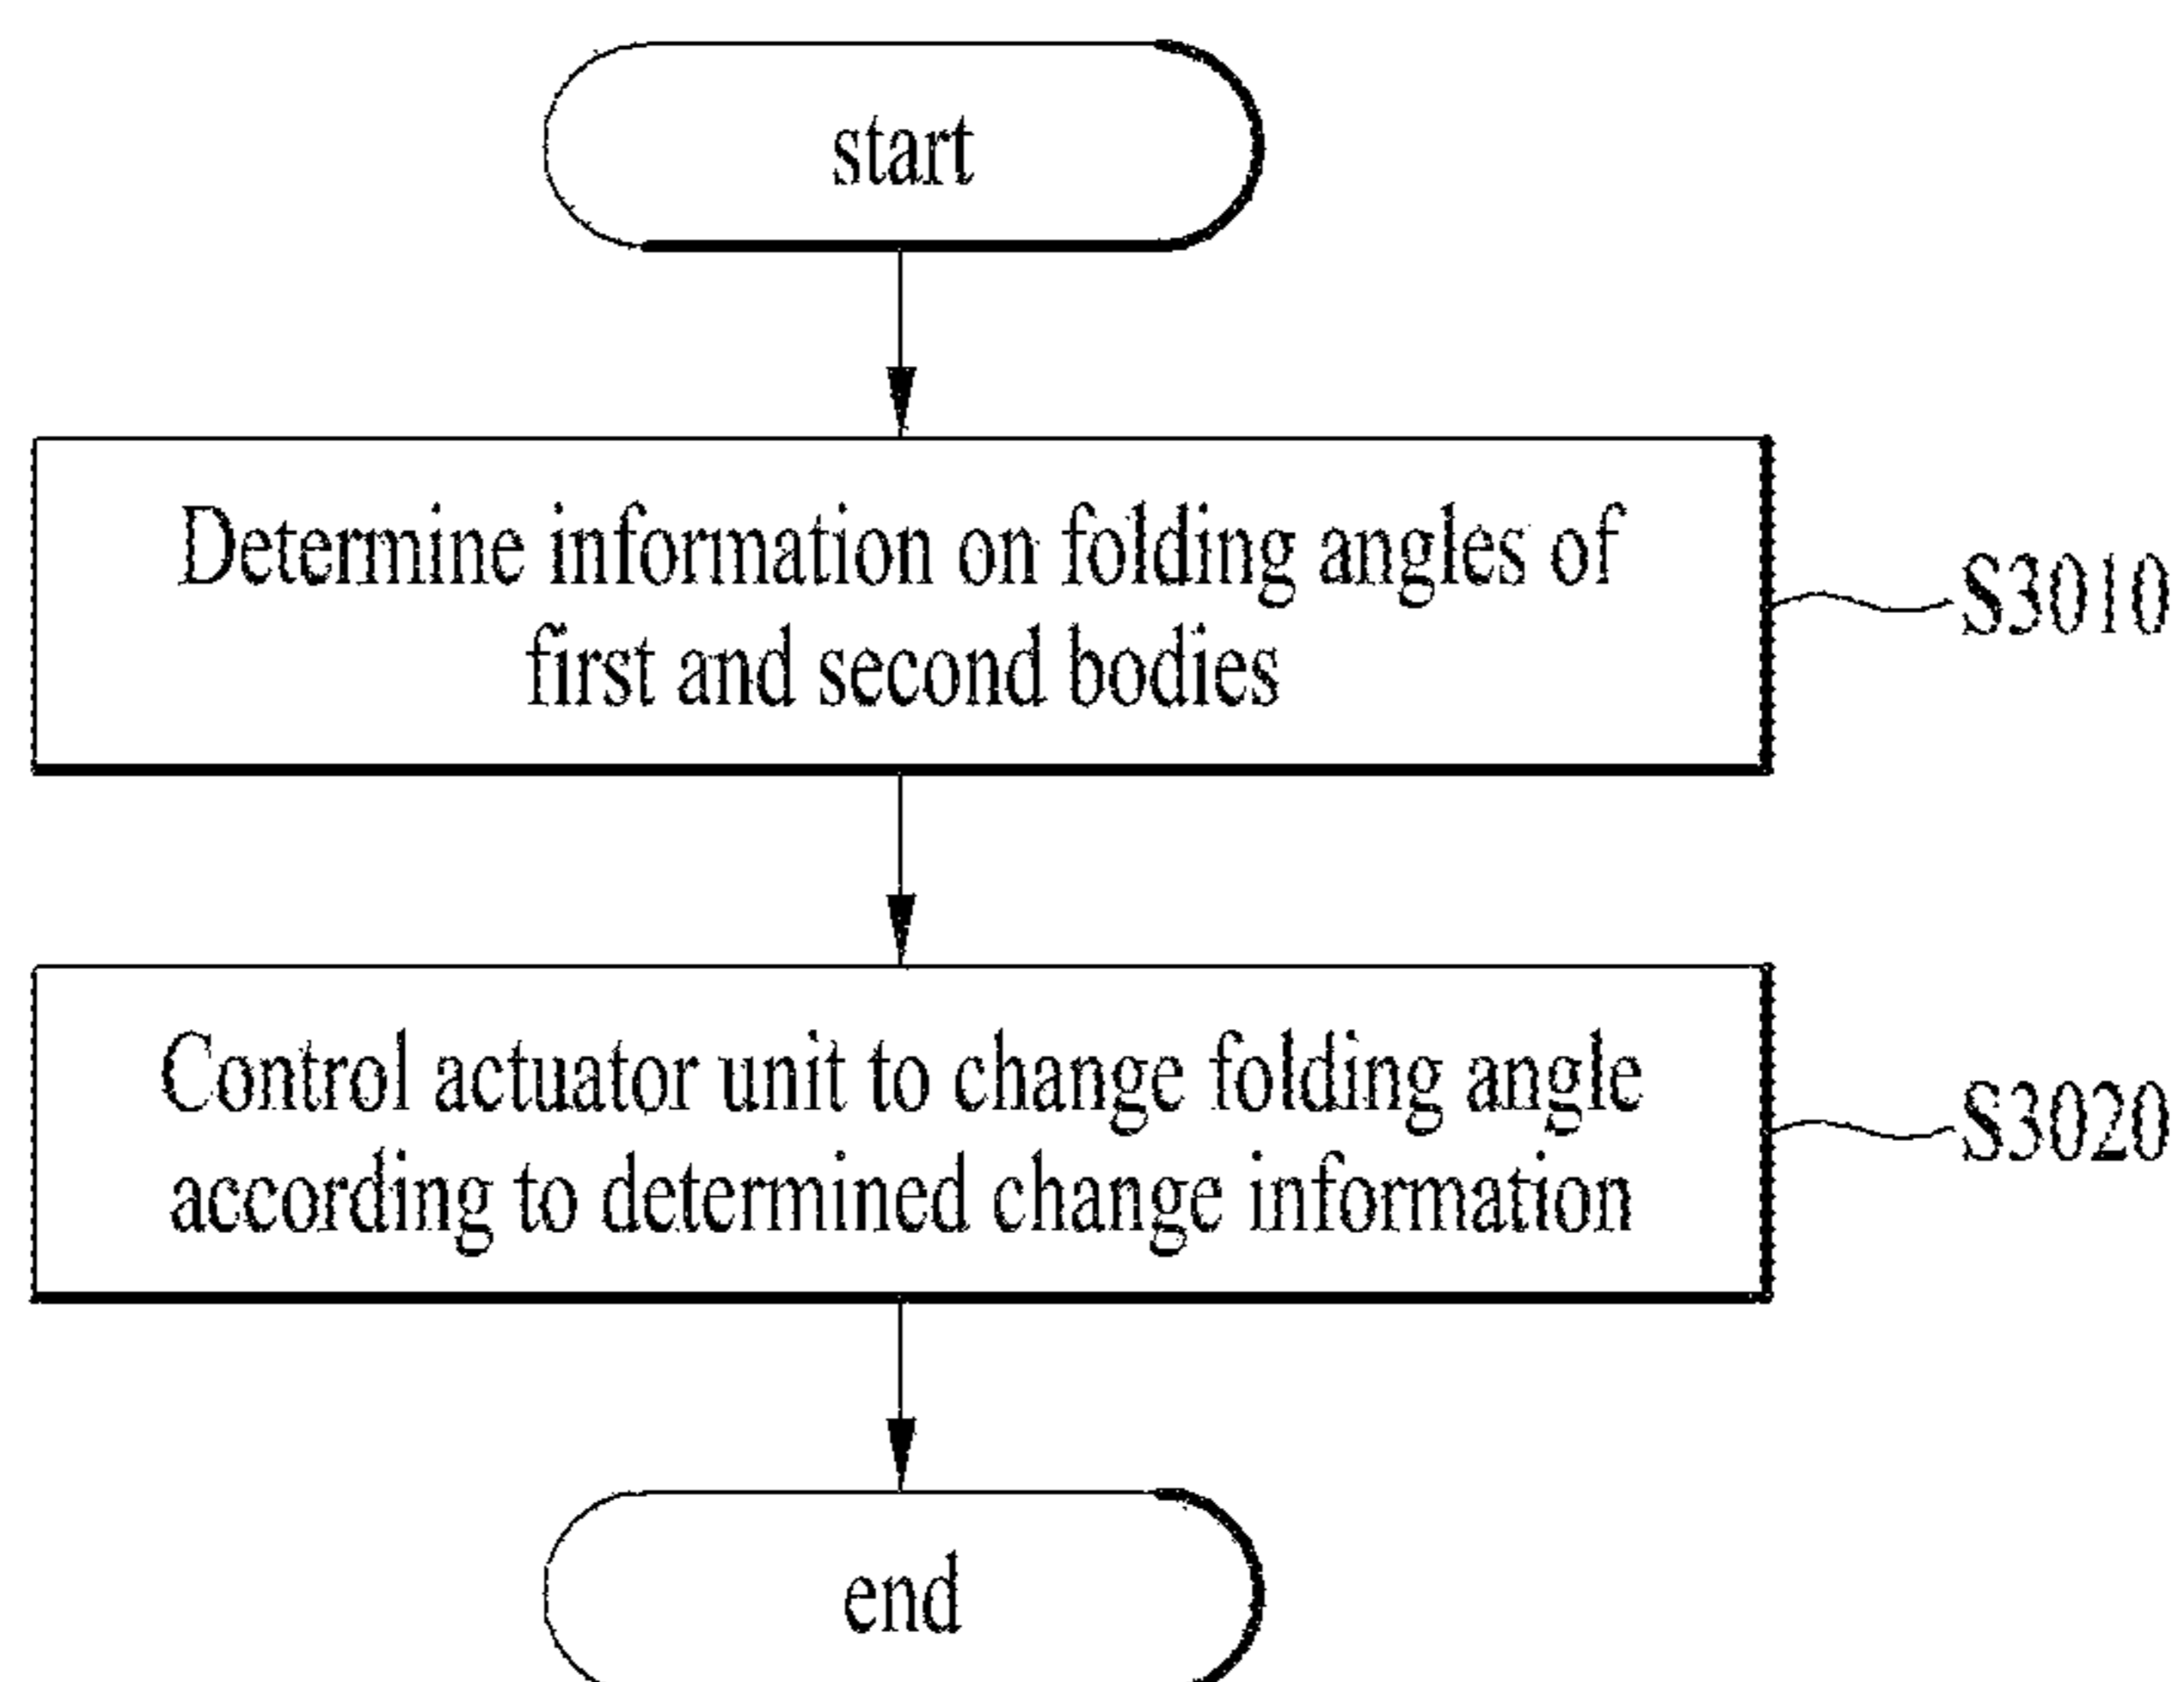 start
Determine information on folding angles of
first and second bodies
S3010
Control actuator unit to change folding angle
according to determined change information
S3020
end